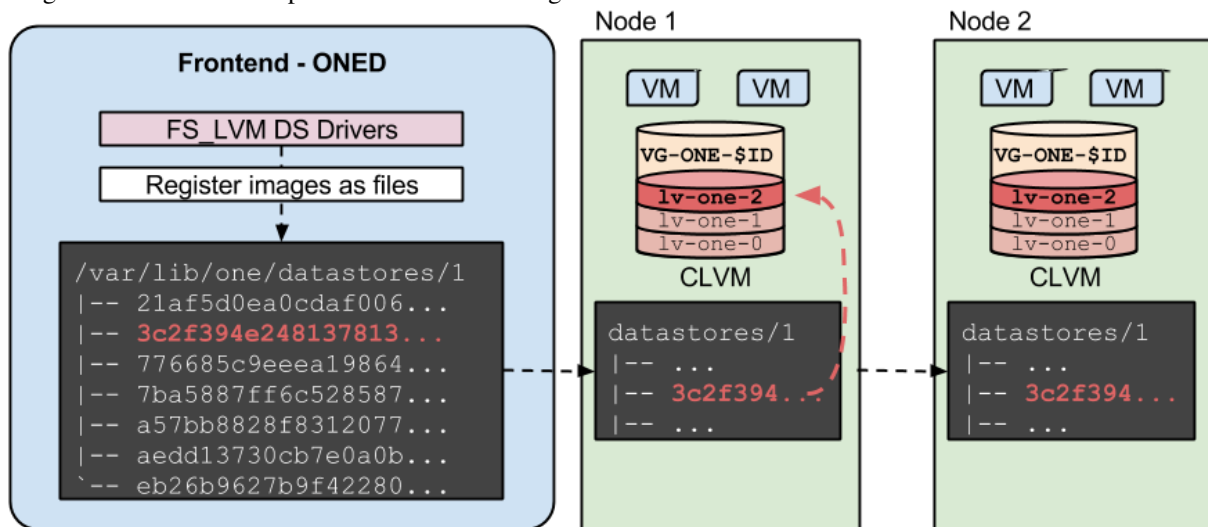 Node 1
Node 2
Frontend - ONED
FS_LVM DS Drivers
Register images as files
/var/lib/one/datastores/1
|-- 21af5d0ea0cdaf006...
|-- 3c2f394e248137813...
|-- 776685c9eeea19864...
|-- 7ba5887ff6c528587...
|-- a57bb8828f8312077...
|-- aedd13730cb7e0a0b...
`-- eb26b9627b9f42280...
VM
VM
VG-ONE-$ID
lv-one-2
lv-one-1
lv-one-0
CLVM
datastores/1
|-- ...
|-- 3c2f394...
|-- ...
VM
VM
VG-ONE-$ID
lv-one-2
lv-one-1
lv-one-0
CLVM
datastores/1
|-- ...
|-- 3c2f394...
|-- ...